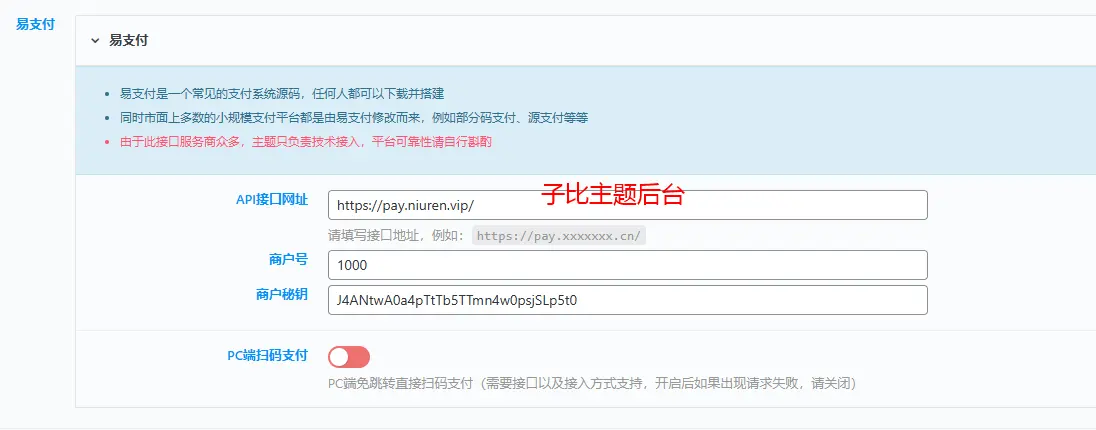 易支付
易支付
易支付是一个常见的支付系统源码，任何人都可以下载并搭建
同时市面上多数的小规模支付平台都是由易支付修改而来，例如部分码支付、源支付等等
由于此接口服务商众多，主题只负责技术接入，平台可靠性请自行斟酌
子比主题后台
API接口网址
https://pay.niuren.vip/
请填写接口地址，例如： https://pay.xxxxxxx.cn/
商户号
1000
商户秘钥
J4ANtwA0a4pTtTb5TTmn4w0psjSLp5t0
PC端扫码支付
PC端免跳转直接扫码支付（需要接口以及接入方式支持，开启后如果出现请求失败，请关闭）